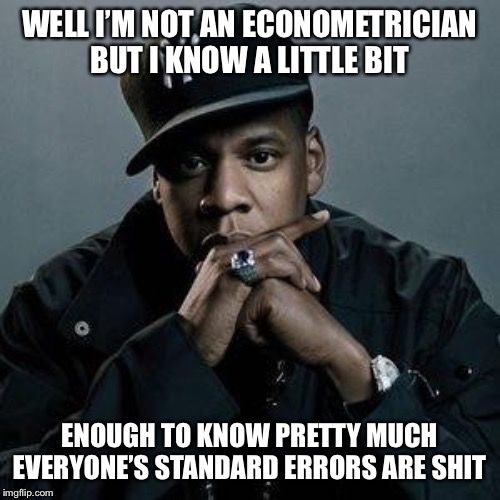 WELL I'M NOT AN ECONOMETRICIAN
BUT I KNOW A LITTLE BIT
ENOUGH TO KNOW PRETTY MUCH
EVERYONE'S STANDARD ERRORS ARE SHIT
imgflip.com